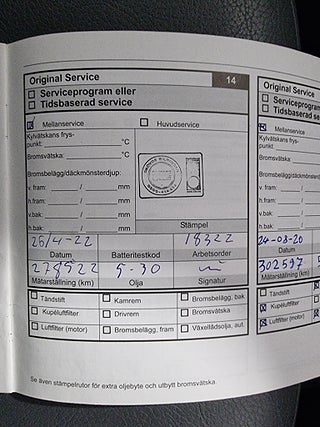 Original Service 14
Serviceprogram eller
Tidsbaserad service
Mellanservice Huvudservice
Kylvätskans frys-
punkt: °C
Bromsvätska: °C
Bromsbelägg/däckmönsterdjup:
v. fram: / mm
h.fram: / mm
v.bak: / mm
h. bak: / mm
Stämpel
26/4-22 18322
Datum Batteritestkod Arbetsorder
278922 5-30
Mätarställning (km) Olja Signatur
Tändstift Kamrem Bromsbelägg, bak
Kupéluftfilter Drivrem Bromsvätska
Luftfilter (motor) Bromsbelägg, fram Växellådsolja, aut.
Se även stämpelrutor för extra oljebyte och utbytt bromsvätska.
Original Service
Serviceprogram
Tidsbaserad
Mellanservice
Kylvätskans frys-
punkt:
Bromsvätska:
Bromsbelägg/däckmöns
v. fram: /
h.fram: /
v.bak: /
h. bak: /
24-08-20
Datum
302597
Mätarställning (km)
Tändstift
Kupéluftfilter
Luftfilter (motor)